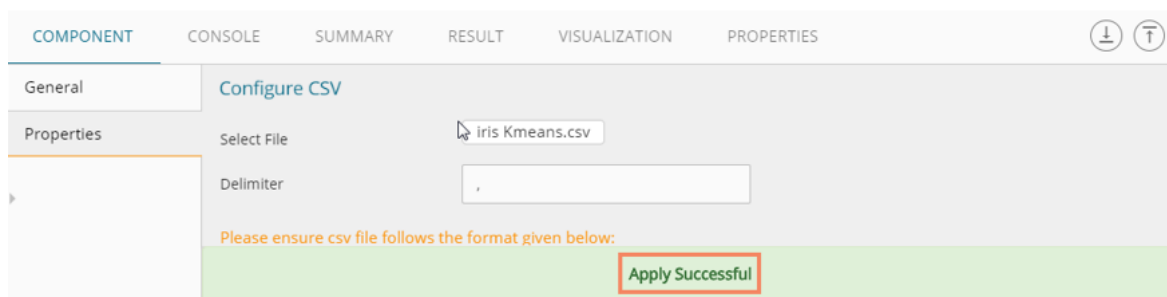 COMPONENT CONSOLE SUMMARY RESULT VISUALIZATION PROPERTIES
General
Properties
Configure CSV
Select File iris Kmeans.csv
Delimiter ,
Please ensure csv file follows the format given below:
Apply Successful